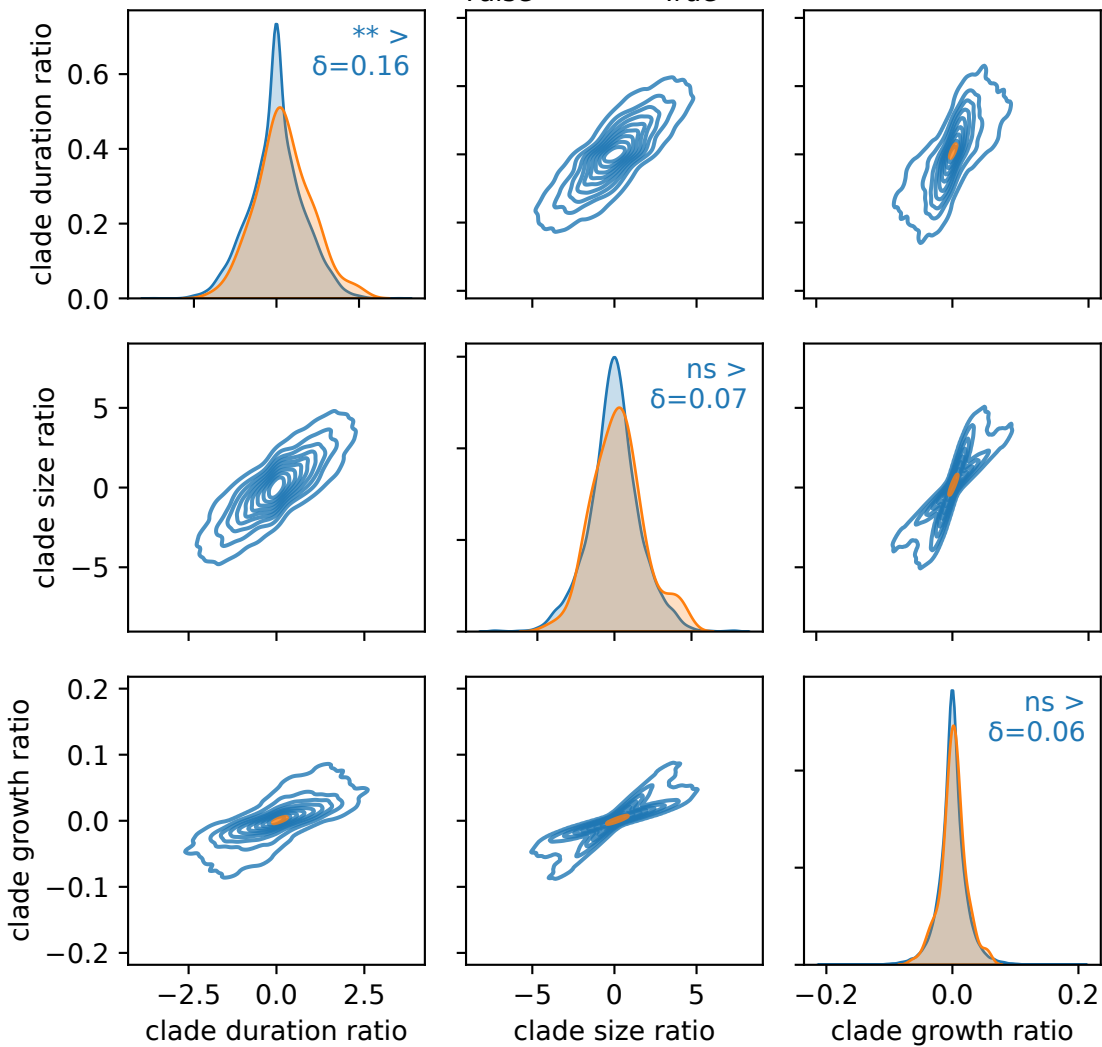 clade duration ratio
0.6
0.4
0.2
0.0
** >
δ=0.16
clade size ratio
5
0
−5
ns >
δ=0.07
clade growth ratio
0.2
0.1
0.0
−0.1
−0.2
ns >
δ=0.06
−2.5 0.0 2.5
clade duration ratio
−5 0 5
clade size ratio
−0.2 0.0 0.2
clade growth ratio